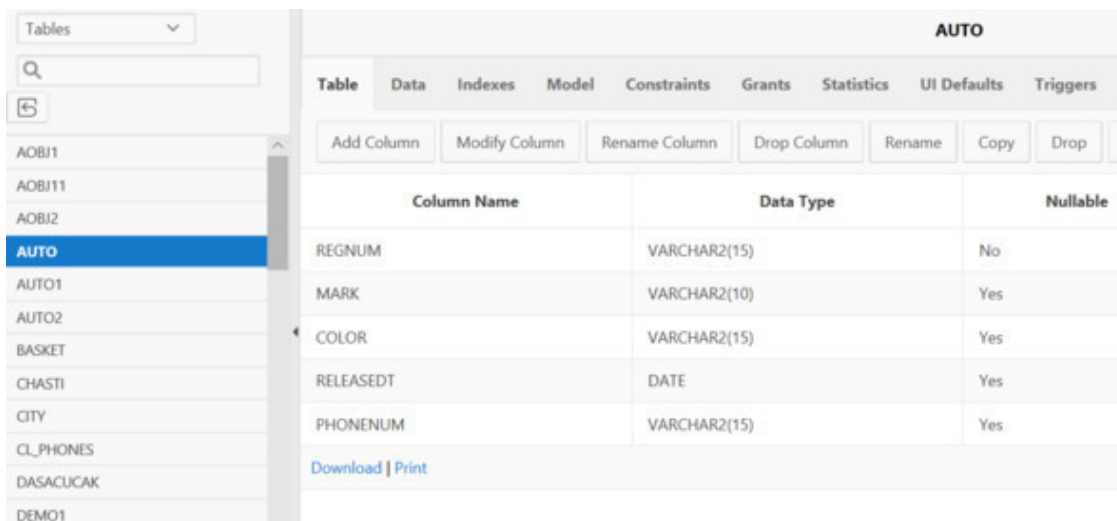 Tables
AOBJ1
AOBJ11
AOBJ2
AUTO
AUTO1
AUTO2
BASKET
CHASTI
CITY
CL_PHONES
DASACUCAK
DEMO1
AUTO
Table Data Indexes Model Constraints Grants Statistics UI Defaults Triggers
Add Column Modify Column Rename Column Drop Column Rename Copy Drop
Column Name Data Type Nullable
REGNUM VARCHAR2(15) No
MARK VARCHAR2(10) Yes
COLOR VARCHAR2(15) Yes
RELEASEDT DATE Yes
PHONENUM VARCHAR2(15) Yes
Download | Print